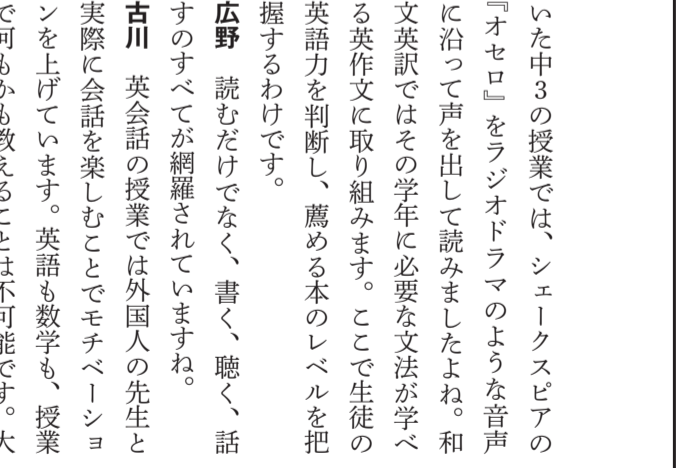 いた中３の授業では、シェークスピアの
『オセロ』をラジオドラマのような音声
に沿って声を出して読みましたよね。和
文英訳ではその学年に必要な文法が学べ
る英作文に取り組みます。ここで生徒の
英語力を判断し、薦める本のレベルを把
握するわけです。
広野　読むだけでなく、書く、聴く、話
すのすべてが網羅されていますね。
古川　英会話の授業では外国人の先生と
実際に会話を楽しむことでモチベーショ
ンを上げています。英語も数学も、授業
で何もかも教えることは不可能です。大